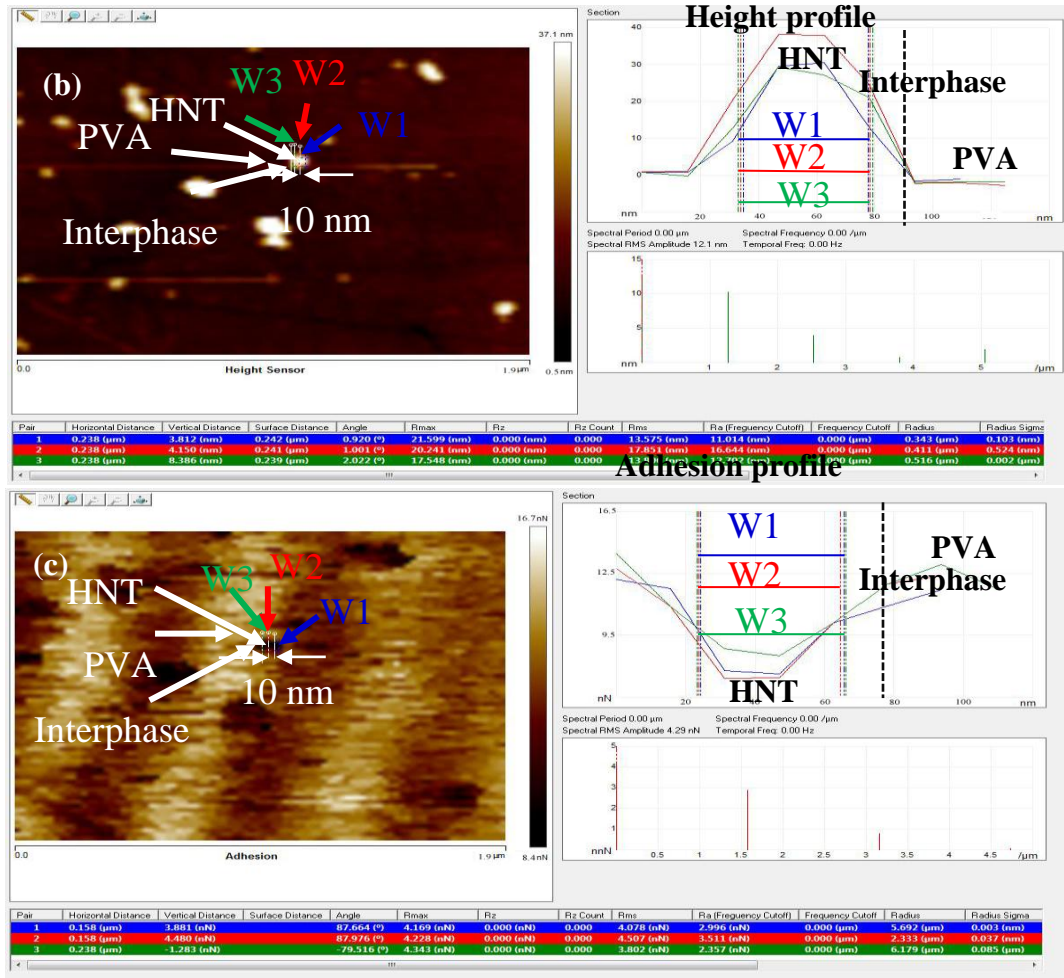 Section
Height profile
37.1 nm
(b)
W3
W2
HNT
PVA
W1
Interphase
10 nm
0.0
Height Sensor
1.9 µm
0.5 nm
40
30
20
10
0
nm
HNT
Interphase
W1
W2
W3
PVA
20
40
60
80
100
nm
Spectral Period 0.00 µm
Spectral Frequency 0.00 /µm
Spectral RMS Amplitude 12.1 nm
Temporal Freq: 0.00 Hz
15
10
5
nm
1
2
3
4
5
/µm
Pair Horizontal Distance Vertical Distance Surface Distance Angle Rmax Rz Rz Count Rms Ra (Freguency Cutoff) Frequency Cutoff Radius Radius Sigma
1 0.238 (µm) 3.812 (nm) 0.242 (µm) 0.920 (º) 21.599 (nm) 0.000 (nm) 0.000 13.575 (nm) 11.014 (nm) 0.000 (µm) 0.343 (µm) 0.103 (nm)
2 0.238 (µm) 4.150 (nm) 0.241 (µm) 1.001 (º) 20.241 (nm) 0.000 (nm) 0.000 17.851 (nm) 16.644 (nm) 0.000 (µm) 0.411 (µm) 0.524 (nm)
3 0.238 (µm) 8.386 (nm) 0.239 (µm) 2.022 (º) 17.548 (nm) 0.000 (nm) 0.000 (µm) 0.516 (µm) 0.002 (µm)
Adhesion profile
Section
16.7nN
(c)
W3
W2
HNT
W1
PVA
10 nm
Interphase
0.0
Adhesion
1.9 µm
8.4nN
16.5
12.5
9.5
nN
W1
W2
W3
HNT
PVA
Interphase
20
40
60
80
100
nm
Spectral Period 0.00 µm
Spectral Frequency 0.00 /µm
Spectral RMS Amplitude 4.29 nN
Temporal Freq: 0.00 Hz
5
4
3
2
1
nnN
0.5
1
1.5
2
2.5
3
3.5
4
4.5
/µm
Pair Horizontal Distance Vertical Distance Surface Distance Angle Rmax Rz Rz Count Rms Ra (Freguency Cutoff) Frequency Cutoff Radius Radius Sigma
1 0.158 (µm) 3.881 (nN) 87.664 (º) 4.169 (nN) 0.000 (nN) 0.000 4.078 (nN) 2.996 (nN) 0.000 (µm) 5.692 (µm) 0.003 (nm)
2 0.158 (µm) 4.480 (nN) 87.976 (º) 4.228 (nN) 0.000 (nN) 0.000 4.507 (nN) 3.511 (nN) 0.000 (µm) 2.333 (µm) 0.037 (nm)
3 0.238 (µm) -1.283 (nN) -79.516 (º) 4.343 (nN) 0.000 (nN) 0.000 3.802 (nN) 2.357 (nN) 0.000 (µm) 6.179 (µm) 0.085 (µm)